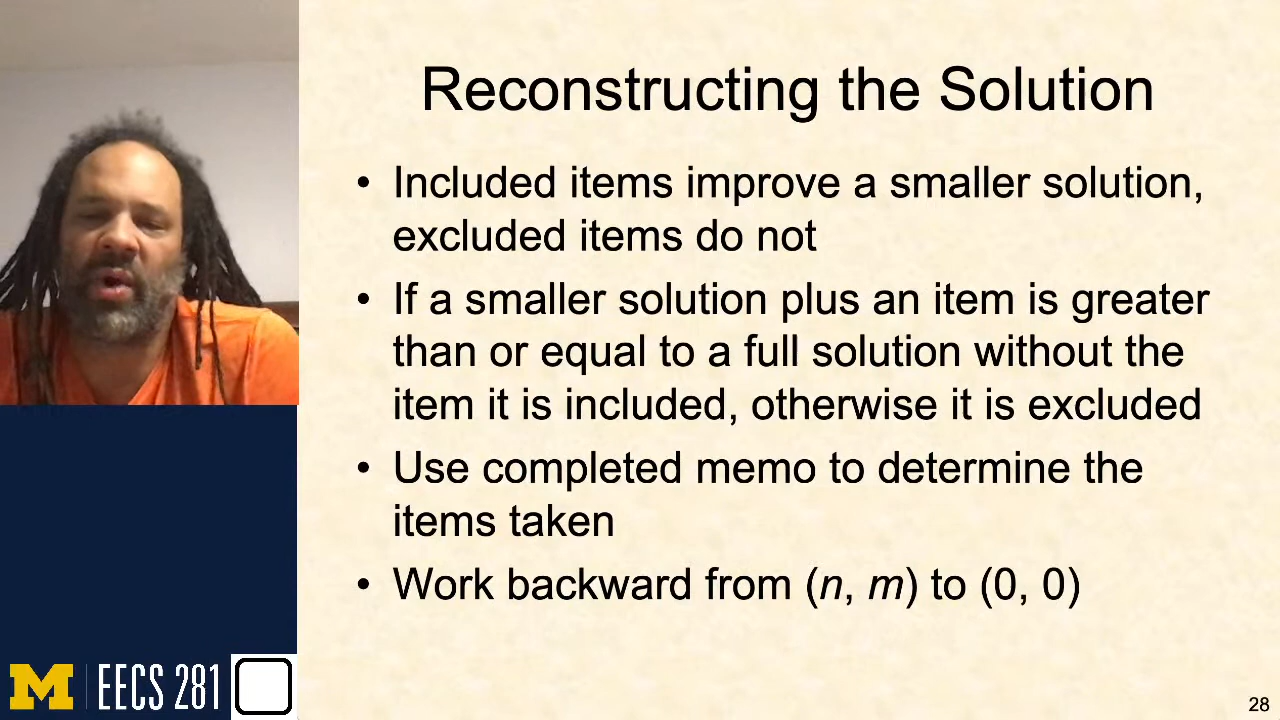 Reconstructing the Solution
• Included items improve a smaller solution,
excluded items do not
• If a smaller solution plus an item is greater
than or equal to a full solution without the
item it is included, otherwise it is excluded
• Use completed memo to determine the
items taken
• Work backward from (n, m) to (0, 0)
M | EECS 281
28